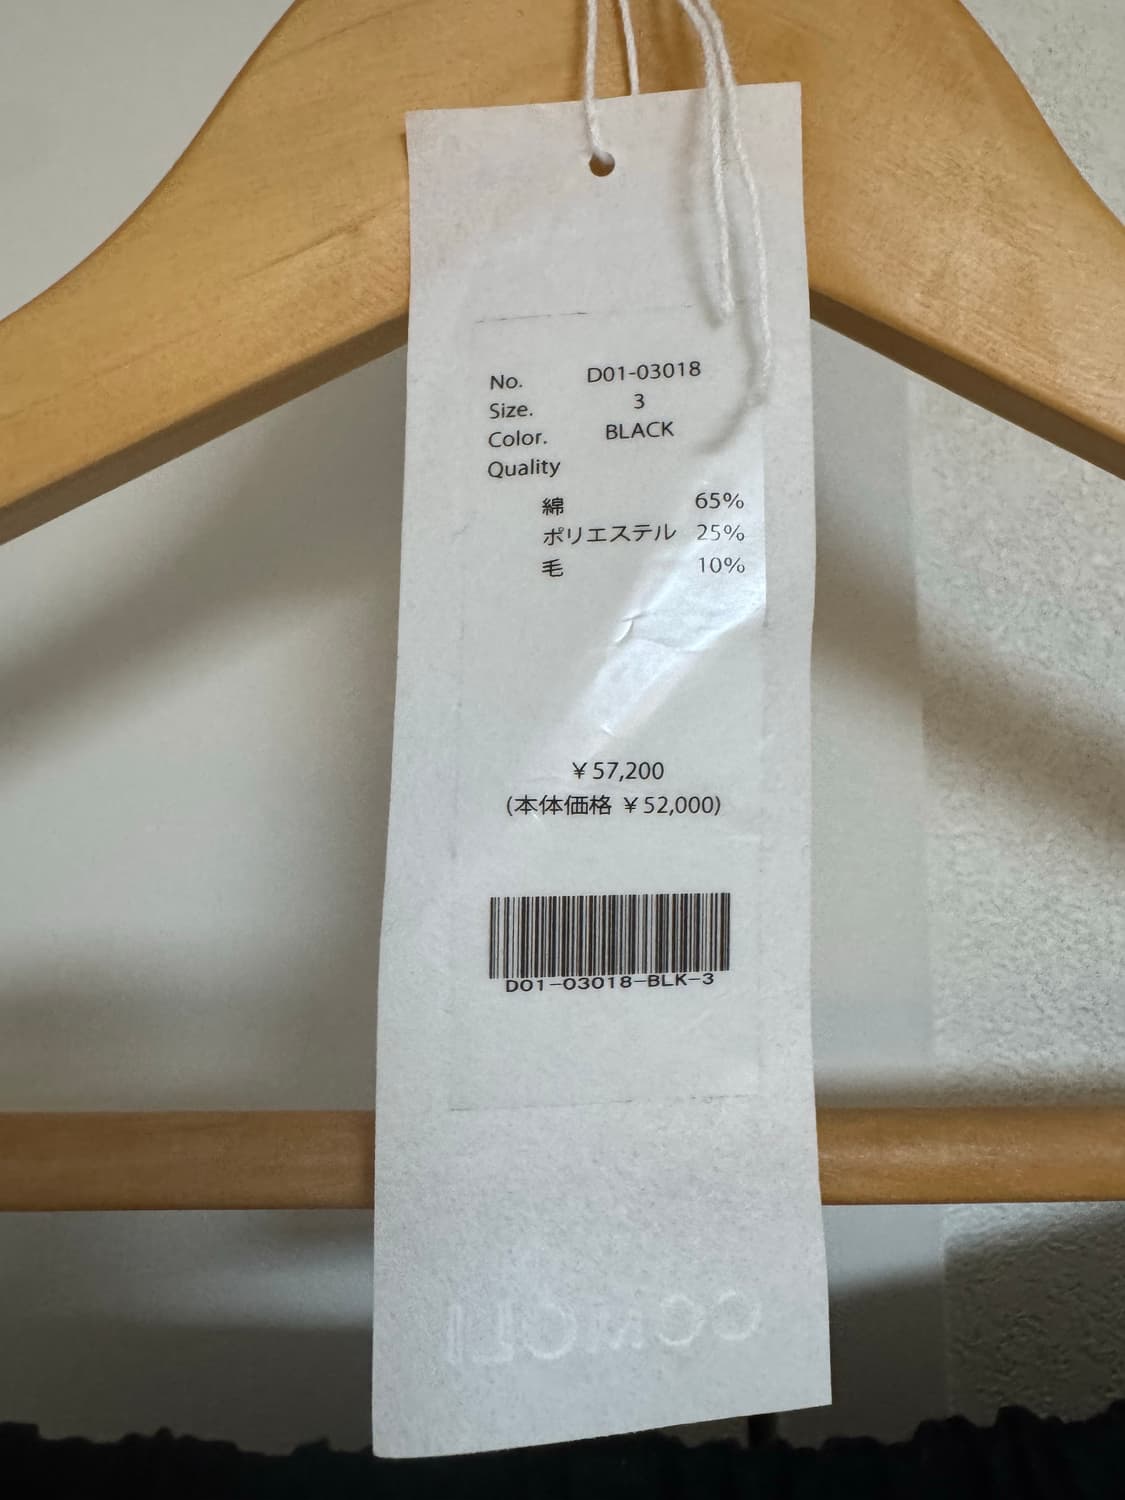 No. D01-03018
Size. 3
Color. BLACK
Quality
綿 65%
ポリエステル 25%
毛 10%
¥57,200
(本体価格 ¥52,000)
D01-03018-BLK-3
COMOLI